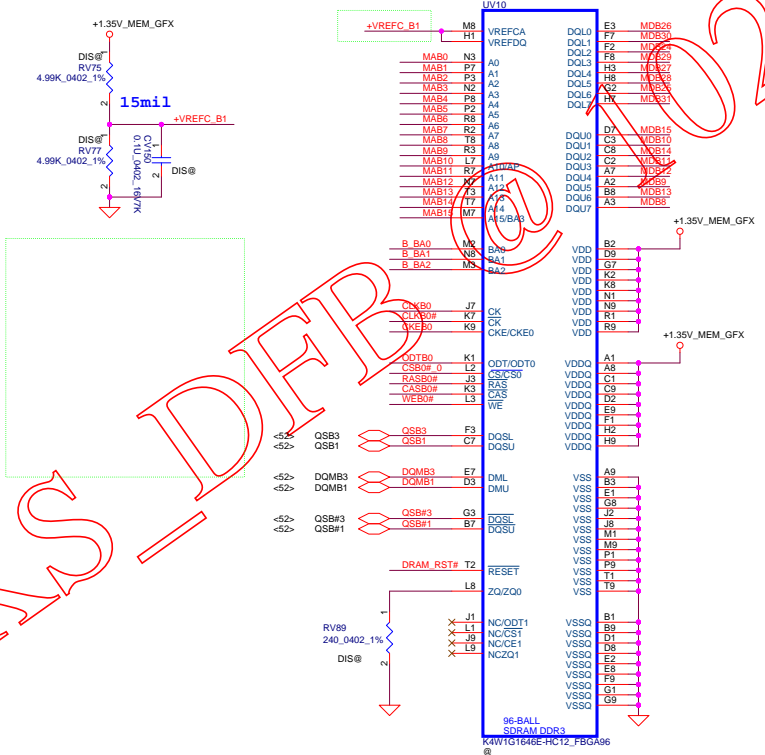 UV10
+1.35V_MEM_GFX
DIS@
RV75
4.99K_0402_1%
1
2
15mil
+VREFC_B1
DIS@
RV77
4.99K_0402_1%
1
2
CV150
0.1U_0402_16V7K
1
2
DIS@
+VREFC_B1 M8 VREFCA
H1 VREFDQ
MAB0 N3 A0
MAB1 P7 A1
MAB2 P3 A2
MAB3 N2 A3
MAB4 P8 A4
MAB5 P2 A5
MAB6 R8 A6
MAB7 R2 A7
MAB8 T8 A8
MAB9 R3 A9
MAB10 L7 A10/AP
MAB11 R7 A11
MAB12 N7 A12
MAB13 T3 A13
MAB14 T7 A14
MAB15 M7 A15/BA3
B_BA0 M2 BA0
B_BA1 N8 BA1
B_BA2 M3 BA2
CLKB0 J7 CK
CLKB0# K7 CK
CKEB0 K9 CKE/CKE0
ODTB0 K1 ODT/ODT0
CSB0#_0 L2 CS/CS0
RASB0# J3 RAS
CASB0# K3 CAS
WEB0# L3 WE
<52> QSB3 QSB3 F3 DQSL
<52> QSB1 QSB1 C7 DQSU
<52> DQMB3 DQMB3 E7 DML
<52> DQMB1 DQMB1 D3 DMU
<52> QSB#3 QSB#3 G3 DQSL
<52> QSB#1 QSB#1 B7 DQSU
DRAM_RST# T2 RESET
L8 ZQ/ZQ0
RV89
240_0402_1%
DIS@
1
2
J1 NC/ODT1
L1 NC/CS1
J9 NC/CE1
L9 NCZQ1
DQL0 E3 MDB26
DQL1 F7 MDB30
DQL2 F2 MDB24
DQL3 F8 MDB29
DQL4 H3 MDB27
DQL5 H8 MDB28
DQL6 G2 MDB25
DQL7 H7 MDB31
DQU0 D7 MDB15
DQU1 C3 MDB10
DQU2 C8 MDB14
DQU3 C2 MDB11
DQU4 A7 MDB12
DQU5 A2 MDB9
DQU6 B8 MDB13
DQU7 A3 MDB8
+1.35V_MEM_GFX
VDD B2
VDD D9
VDD G7
VDD K2
VDD K8
VDD N1
VDD N9
VDD R1
VDD R9
+1.35V_MEM_GFX
VDDQ A1
VDDQ A8
VDDQ C1
VDDQ C9
VDDQ D2
VDDQ E9
VDDQ F1
VDDQ H2
VDDQ H9
VSS A9
VSS B3
VSS E1
VSS G8
VSS J2
VSS J8
VSS M1
VSS M9
VSS P1
VSS P9
VSS T1
VSS T9
VSSQ B1
VSSQ B9
VSSQ D1
VSSQ D8
VSSQ E2
VSSQ E8
VSSQ F9
VSSQ G1
VSSQ G9
96-BALL
SDRAM DDR3
K4W1G1646E-HC12_FBGA96
@